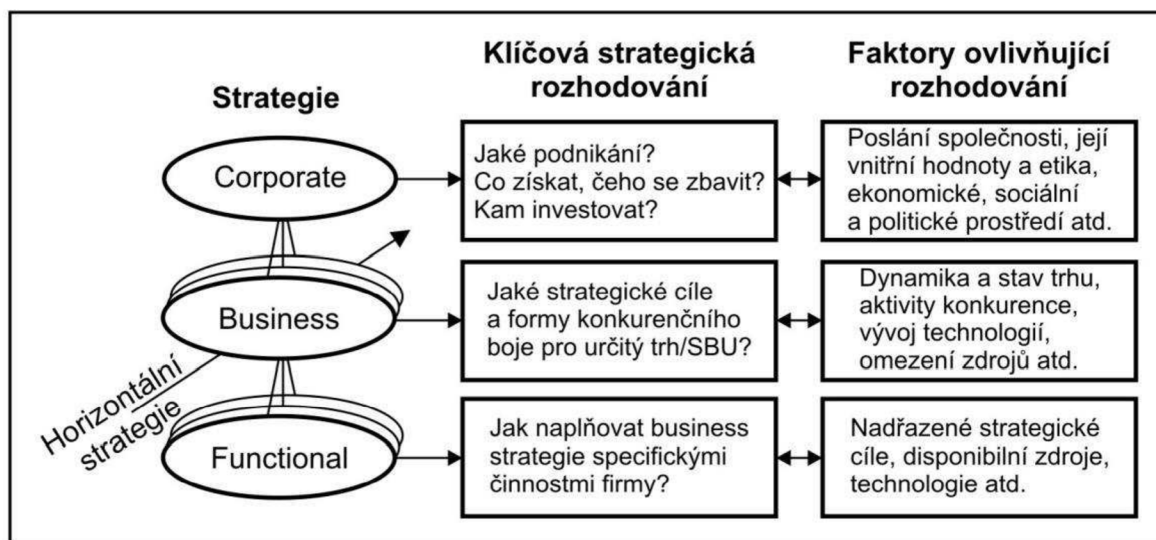 Strategie
Klíčová strategická
rozhodování
Faktory ovlivňující
rozhodování
Corporate
Jaké podnikání?
Co získat, čeho se zbavit?
Kam investovat?
Poslání společnosti, její
vnitřní hodnoty a etika,
ekonomické, sociální
a politické prostředí atd.
Business
Jaké strategické cíle
a formy konkurenčního
boje pro určitý trh/SBU?
Dynamika a stav trhu,
aktivity konkurence,
vývoj technologií,
omezení zdrojů atd.
Horizontální
strategie
Functional
Jak naplňovat business
strategie specifickými
činnostmi firmy?
Nadřazené strategické
cíle, disponibilní zdroje,
technologie atd.